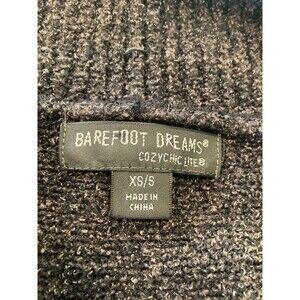 BAREFOOT DREAMS®
COZYCHIC LITE®
XS/S
MADE IN
CHINA